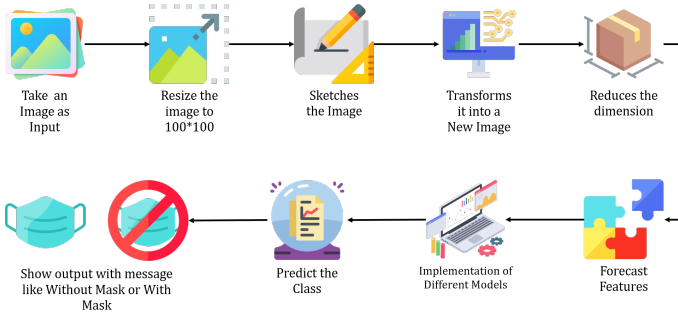 Take an
Image as
Input
Resize the
image to
100*100
Sketches
the Image
Transforms
it into a
New Image
Reduces the
dimension
Show output with message
like Without Mask or With
Mask
Predict the
Class
Implementation of
Different Models
Forecast
Features